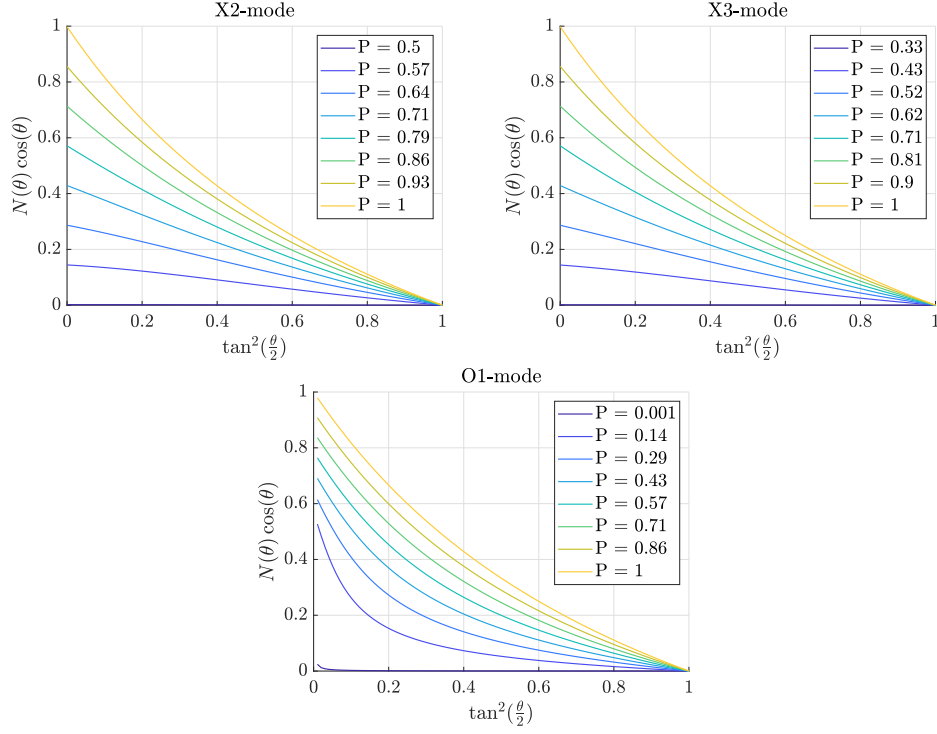 X2-mode
N(θ) cos(θ)
1
0.8
0.6
0.4
0.2
0
0 0.2 0.4 0.6 0.8 1
tan²(θ/2)
P = 0.5
P = 0.57
P = 0.64
P = 0.71
P = 0.79
P = 0.86
P = 0.93
P = 1
X3-mode
N(θ) cos(θ)
1
0.8
0.6
0.4
0.2
0
0 0.2 0.4 0.6 0.8 1
tan²(θ/2)
P = 0.33
P = 0.43
P = 0.52
P = 0.62
P = 0.71
P = 0.81
P = 0.9
P = 1
O1-mode
N(θ) cos(θ)
1
0.8
0.6
0.4
0.2
0
0 0.2 0.4 0.6 0.8 1
tan²(θ/2)
P = 0.001
P = 0.14
P = 0.29
P = 0.43
P = 0.57
P = 0.71
P = 0.86
P = 1